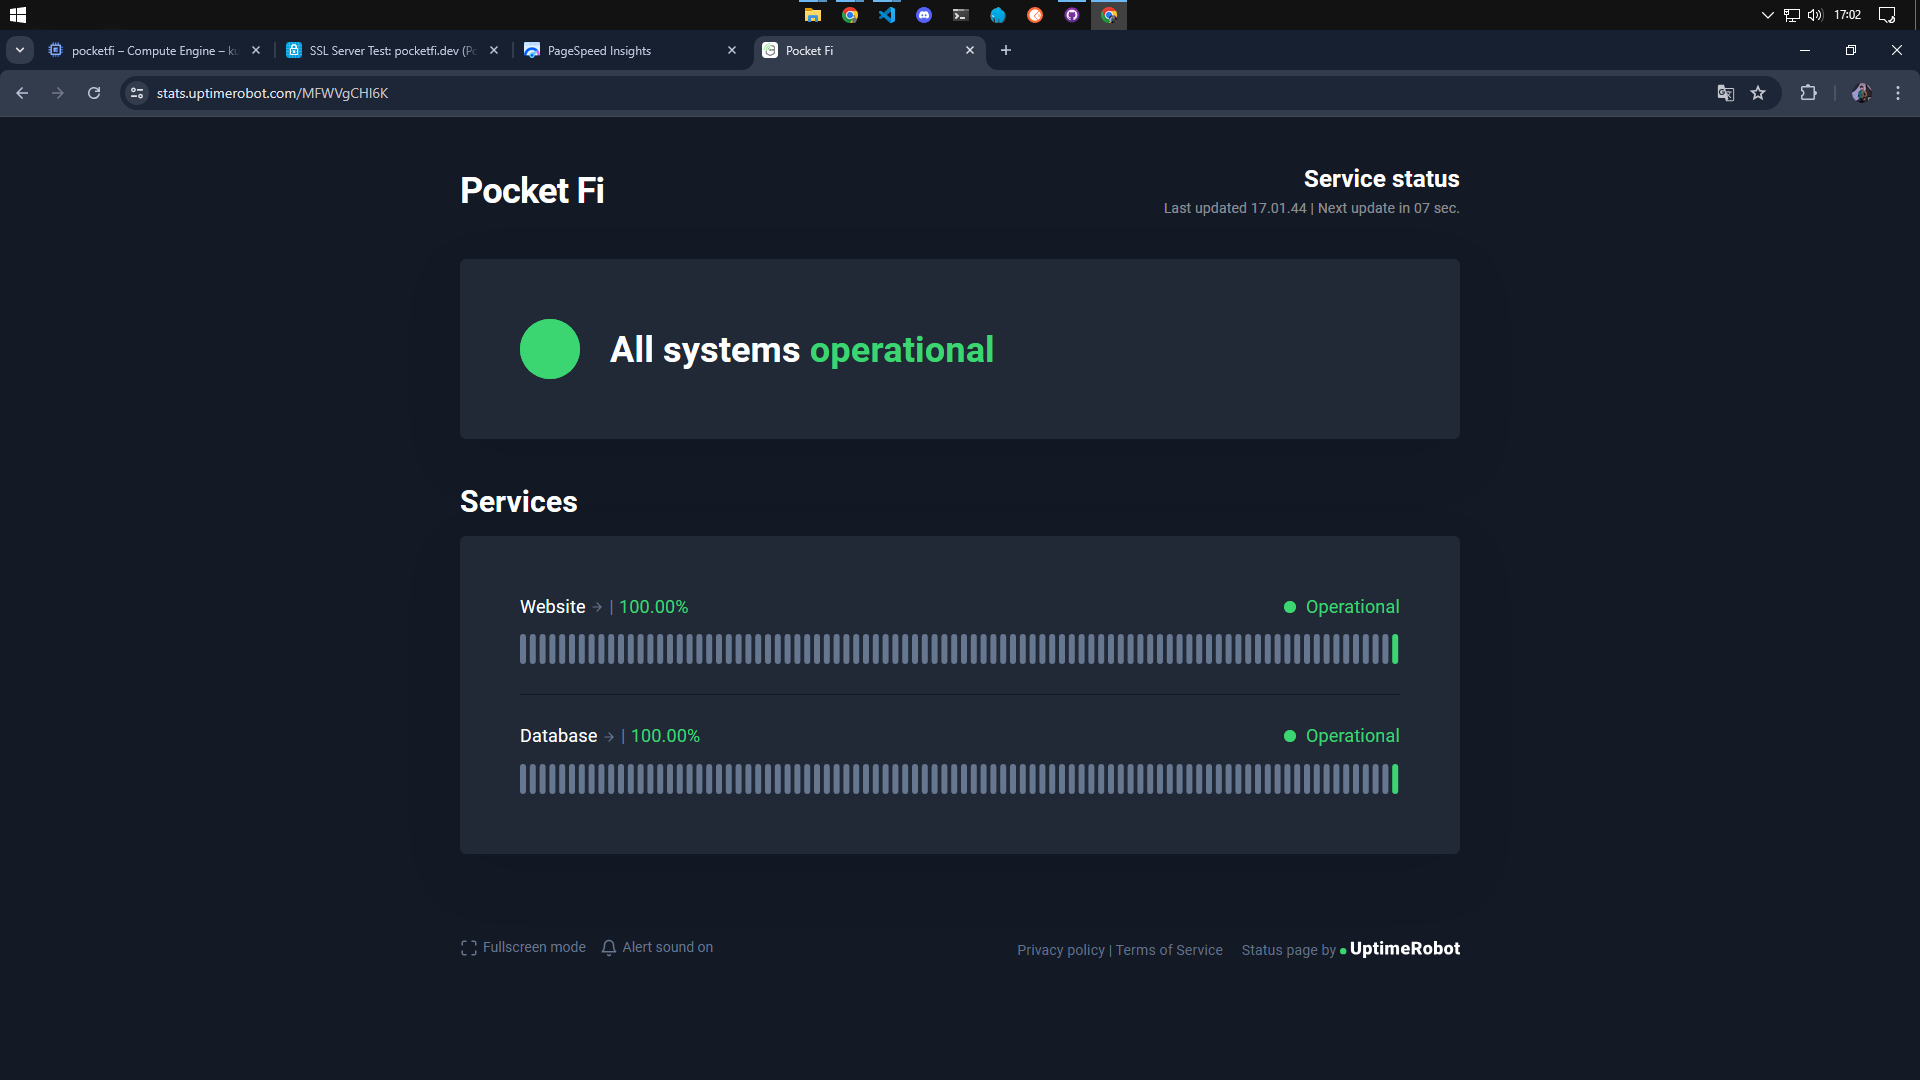 17:02
pocketfi – Compute Engine – ku
SSL Server Test: pocketfi.dev (Po
PageSpeed Insights
Pocket Fi
stats.uptimerobot.com/MFWVgCHI6K
Pocket Fi
Service status
Last updated 17.01.44 | Next update in 07 sec.
All systems operational
Services
Website → | 100.00%
Operational
Database → | 100.00%
Operational
Fullscreen mode
Alert sound on
Privacy policy | Terms of Service
Status page by UptimeRobot